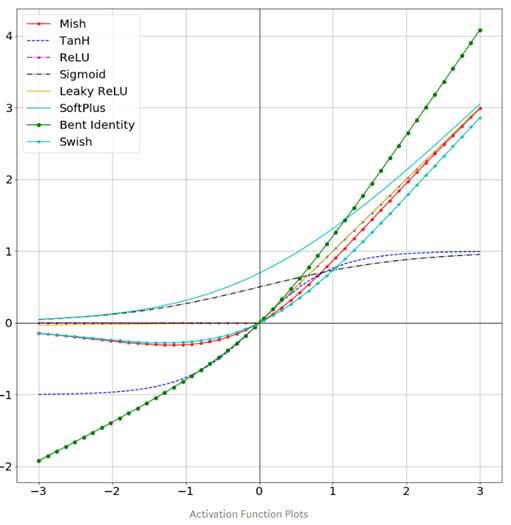 Mish
TanH
ReLU
Sigmoid
Leaky ReLU
SoftPlus
Bent Identity
Swish
4
3
2
1
0
−1
−2
−3 −2 −1 0 1 2 3
Activation Function Plots